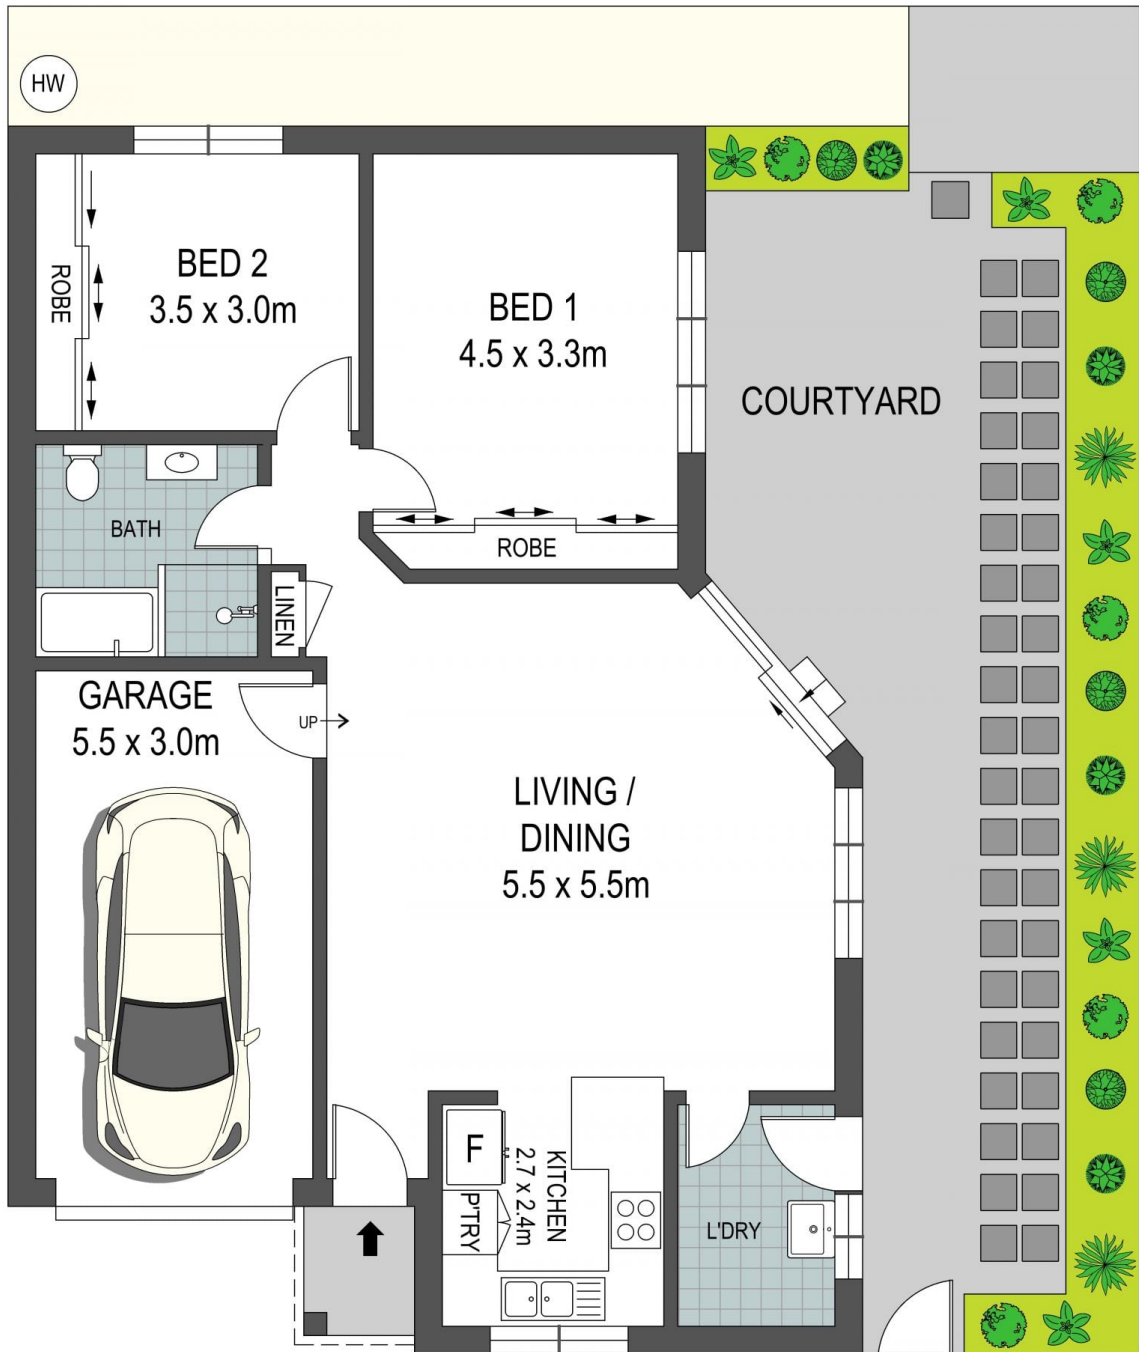 HW
BED 2
3.5 x 3.0m
ROBE
BED 1
4.5 x 3.3m
COURTYARD
BATH
ROBE
LINEN
GARAGE
5.5 x 3.0m
UP
LIVING /
DINING
5.5 x 5.5m
F
KITCHEN
2.7 x 2.4m
P'TRY
L'DRY